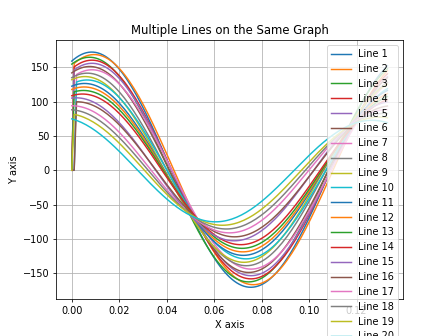 Multiple Lines on the Same Graph
Y axis
150
100
50
0
−50
−100
−150
0.00
0.02
0.04
0.06
0.08
0.10
X axis
Line 1
Line 2
Line 3
Line 4
Line 5
Line 6
Line 7
Line 8
Line 9
Line 10
Line 11
Line 12
Line 13
Line 14
Line 15
Line 16
Line 17
Line 18
Line 19
Line 20